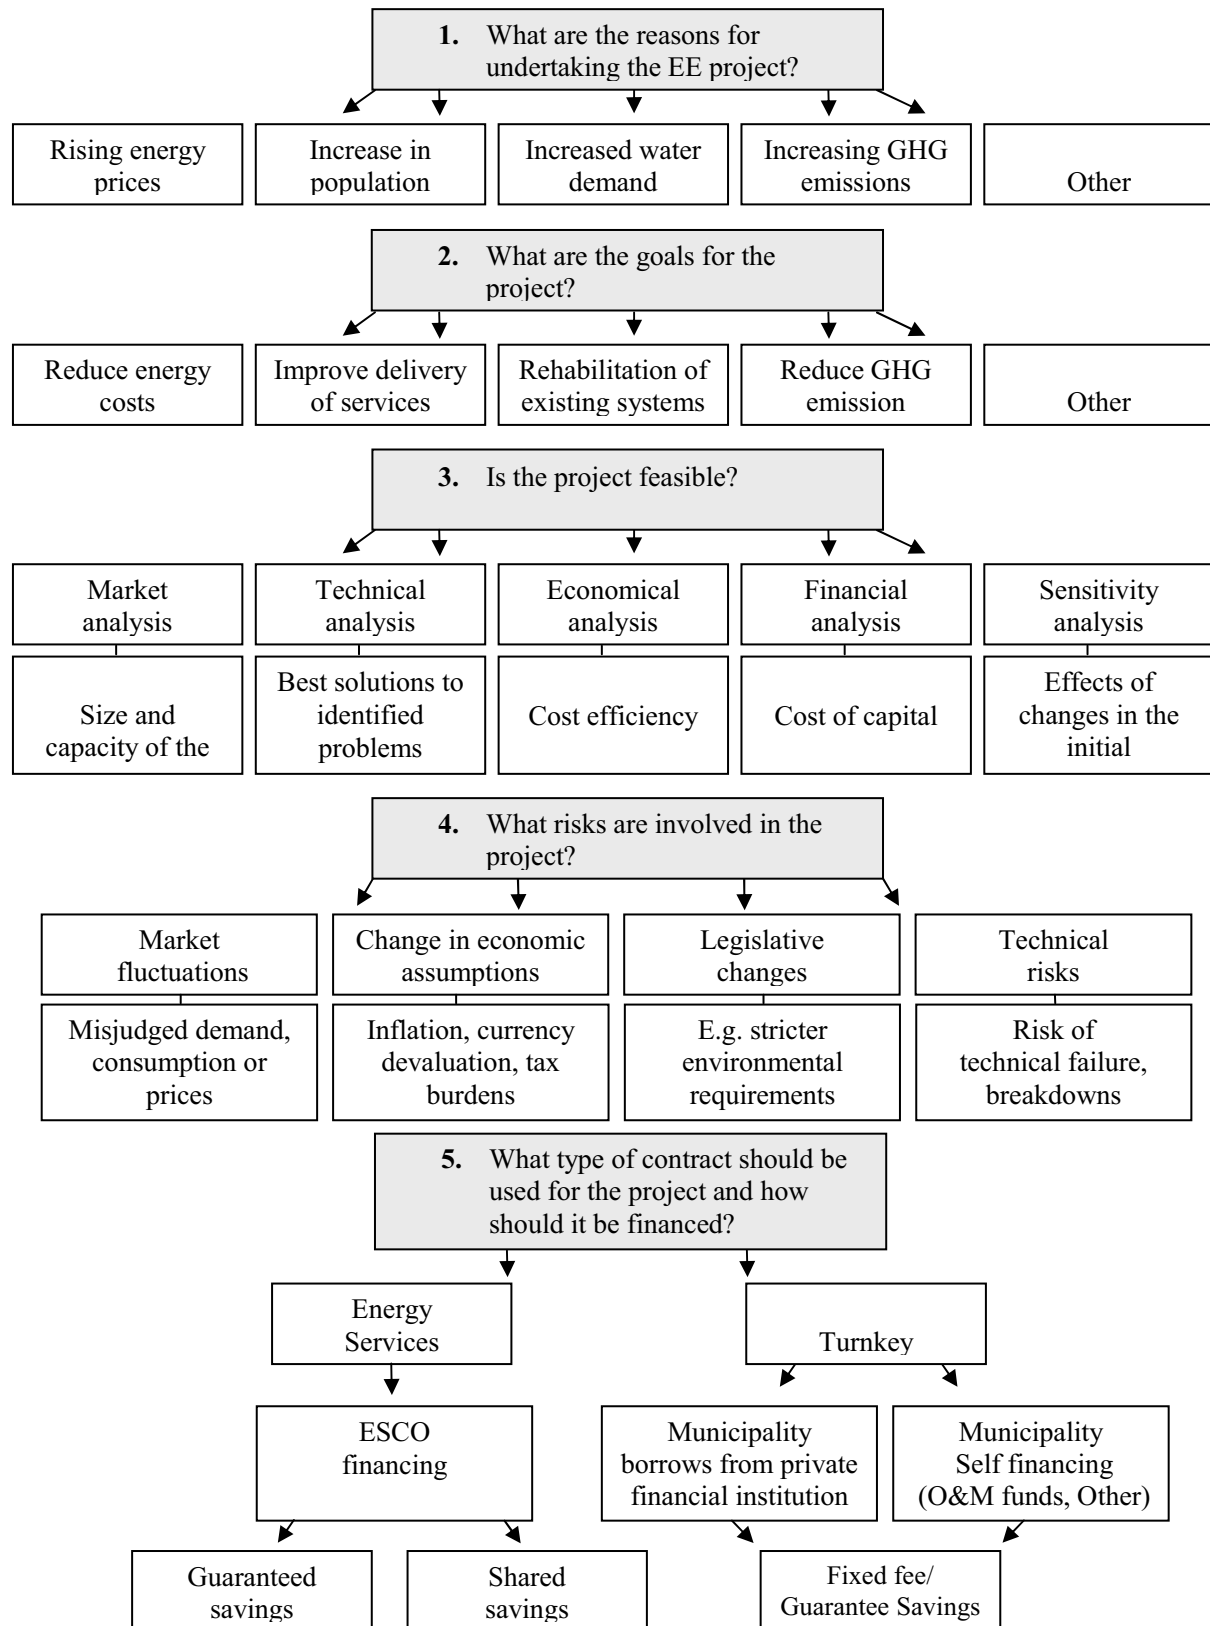 1. What are the reasons for
undertaking the EE project?
Rising energy
prices
Increase in
population
Increased water
demand
Increasing GHG
emissions
Other
2. What are the goals for the
project?
Reduce energy
costs
Improve delivery
of services
Rehabilitation of
existing systems
Reduce GHG
emission
Other
3. Is the project feasible?
Market
analysis
Technical
analysis
Economical
analysis
Financial
analysis
Sensitivity
analysis
Size and
capacity of the
Best solutions to
identified
problems
Cost efficiency
Cost of capital
Effects of
changes in the
initial
4. What risks are involved in the
project?
Market
fluctuations
Change in economic
assumptions
Legislative
changes
Technical
risks
Misjudged demand,
consumption or
prices
Inflation, currency
devaluation, tax
burdens
E.g. stricter
environmental
requirements
Risk of
technical failure,
breakdowns
5. What type of contract should be
used for the project and how
should it be financed?
Energy
Services
Turnkey
ESCO
financing
Municipality
borrows from private
financial institution
Municipality
Self financing
(O&M funds, Other)
Guaranteed
savings
Shared
savings
Fixed fee/
Guarantee Savings